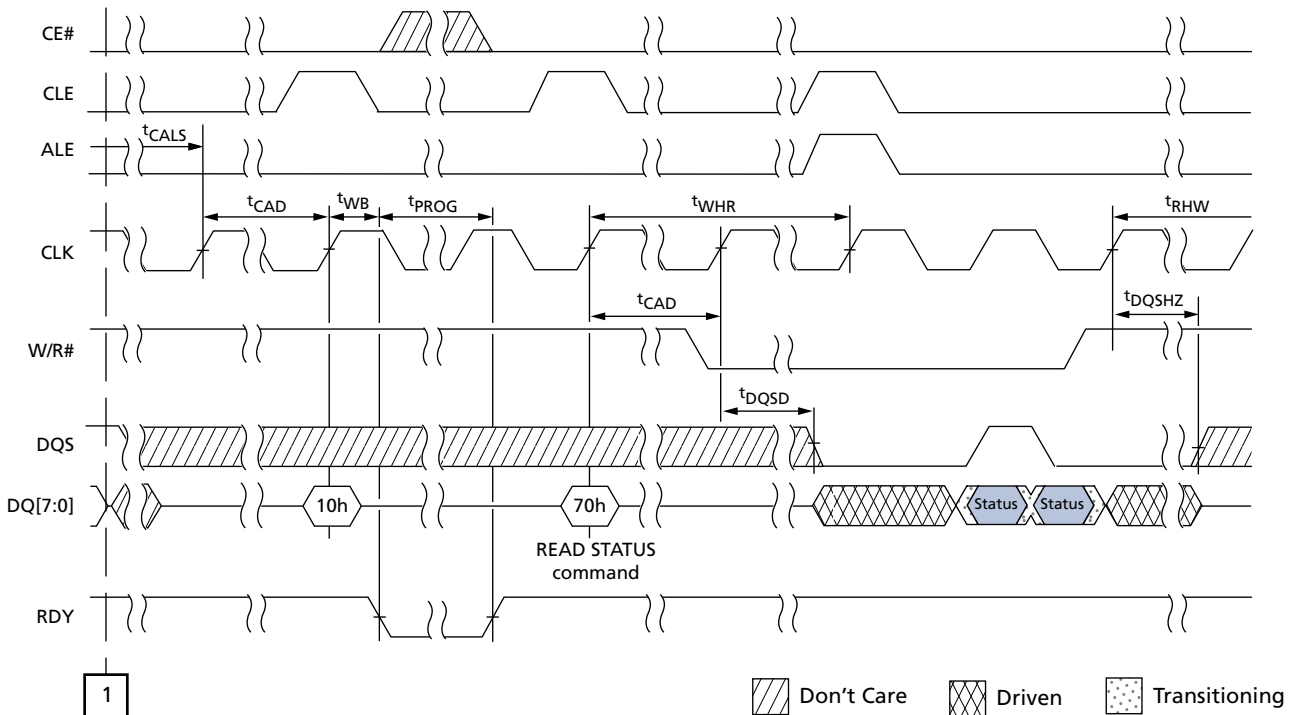 CE#
CLE
tCALS
ALE
tCAD
tWB
tPROG
tWHR
tRHW
CLK
tCAD
tDQSHZ
W/R#
tDQSD
DQS
DQ[7:0]
10h
70h
Status
Status
READ STATUS
command
RDY
1
Don't Care
Driven
Transitioning